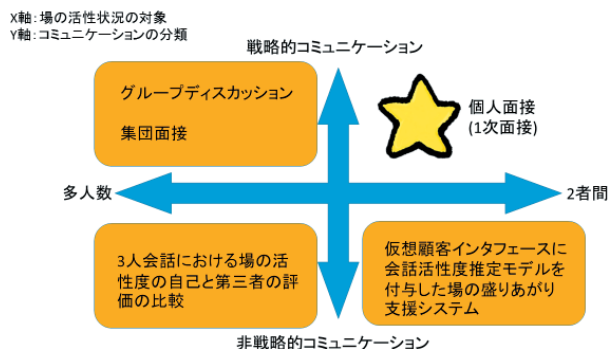 X軸:場の活性状況の対象
Y軸:コミュニケーションの分類
戦略的コミュニケーション
グループディスカッション
集団面接
個人面接
(1次面接)
多人数
2者間
3人会話における場の活
性度の自己と第三者の評
価の比較
仮想顧客インタフェースに
会話活性度推定モデルを
付与した場の盛りあがり
支援システム
非戦略的コミュニケーション